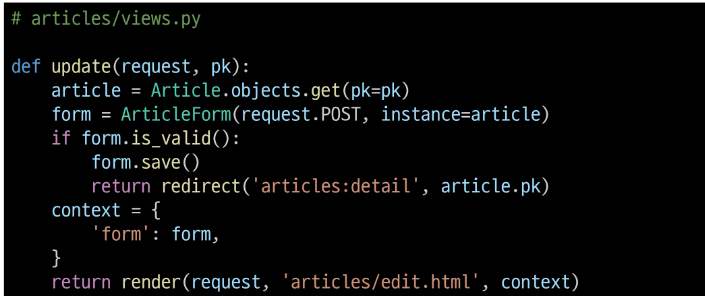 # articles/views.py

def update(request, pk):
    article = Article.objects.get(pk=pk)
    form = ArticleForm(request.POST, instance=article)
    if form.is_valid():
        form.save()
        return redirect('articles:detail', article.pk)
    context = {
        'form': form,
    }
    return render(request, 'articles/edit.html', context)